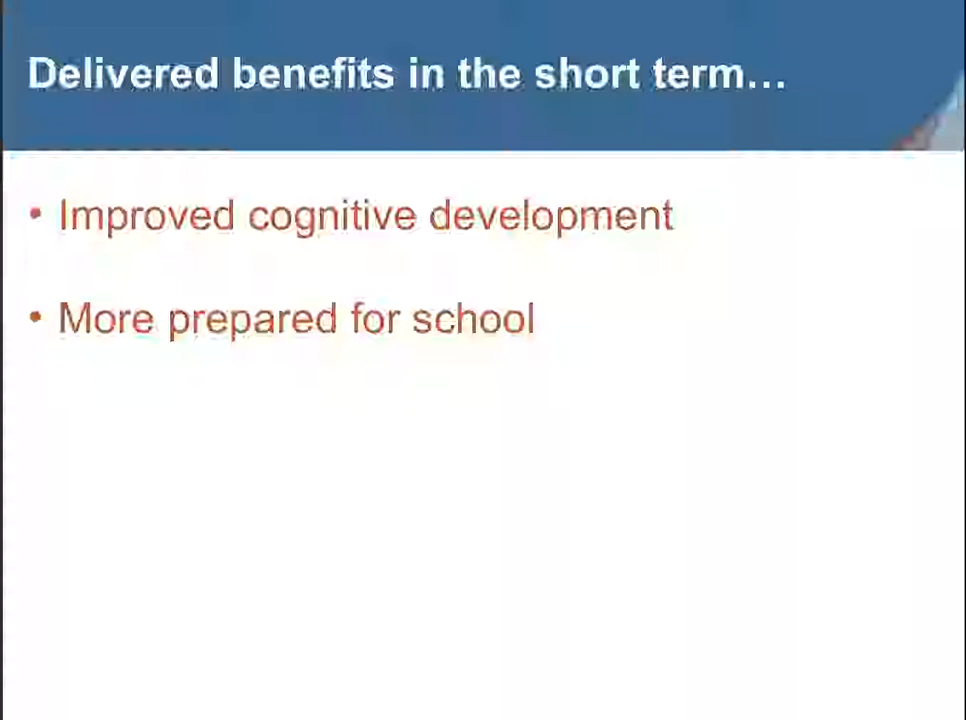 Delivered benefits in the short term…
• Improved cognitive development
• More prepared for school